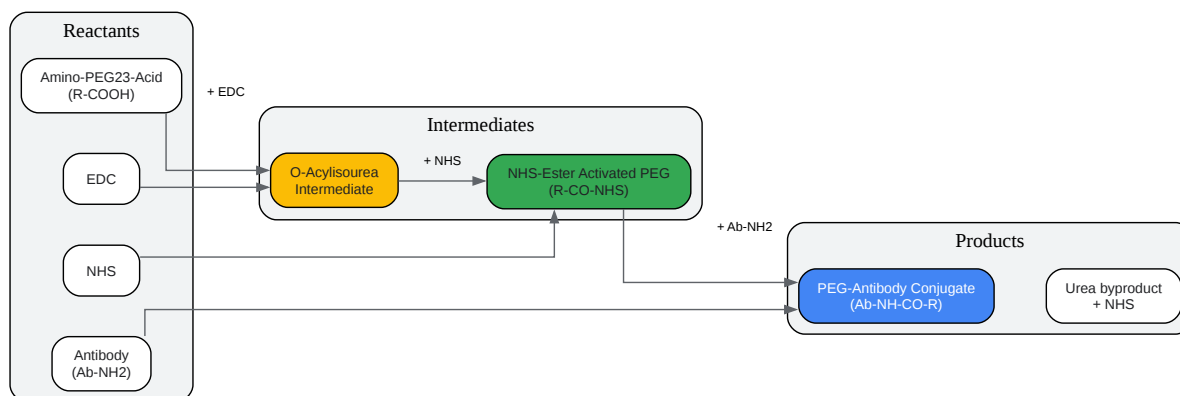 Reactants
Amino-PEG23-Acid
(R-COOH)
+ EDC
Intermediates
EDC
O-Acylisourea
Intermediate
+ NHS
NHS-Ester Activated PEG
(R-CO-NHS)
NHS
+ Ab-NH2
Products
PEG-Antibody Conjugate
(Ab-NH-CO-R)
Urea byproduct
+ NHS
Antibody
(Ab-NH2)